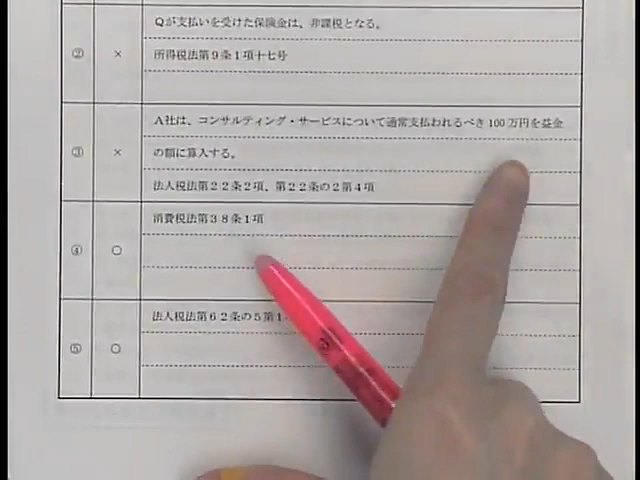 Ｑが支払いを受けた保険金は、非課税となる。
② ×
所得税法第９条１項十七号
Ａ社は、コンサルティング・サービスについて通常支払われるべき100万円を益金
③ ×
の額に算入する。
法人税法第２２条２項、第２２条の２第４項
消費税法第３８条１項
④ ○
法人税法第６２条の５第１
⑤ ○